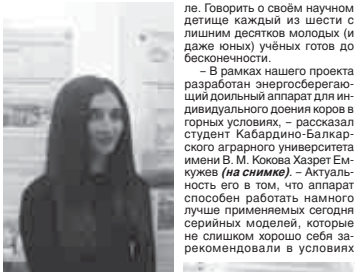 ле. Говорить о своём научном
детище каждый из шести с
лишним десятков молодых (и
даже юных) учёных готов до
бесконечности.
– В рамках нашего проекта
разработан энергосберегаю-
щий доильный аппарат для ин-
дивидуального доения коров в
горных условиях, – рассказал
студент Кабардино-Балкар-
ского аграрного университета
имени В. М. Кокова Хазрет Ем-
кужев (на снимке). – Актуаль-
ность его в том, что аппарат
способен работать намного
лучше применяемых сегодня
серийных моделей, которые
не слишком хорошо себя за-
рекомендовали в условиях